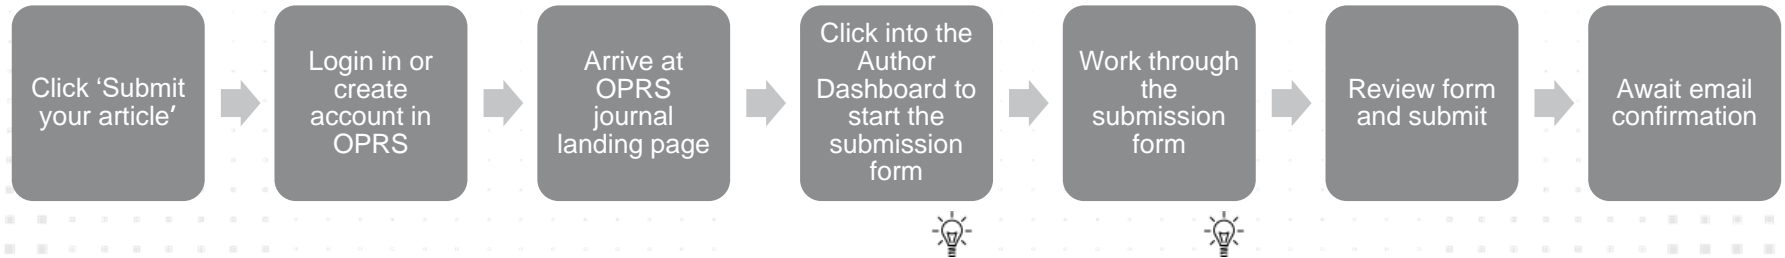 Click ‘Submit
your article’
Login in or
create
account in
OPRS
Arrive at
OPRS
journal
landing page
Click into the
Author
Dashboard to
start the
submission
form
Work through
the
submission
form
Review form
and submit
Await email
confirmation